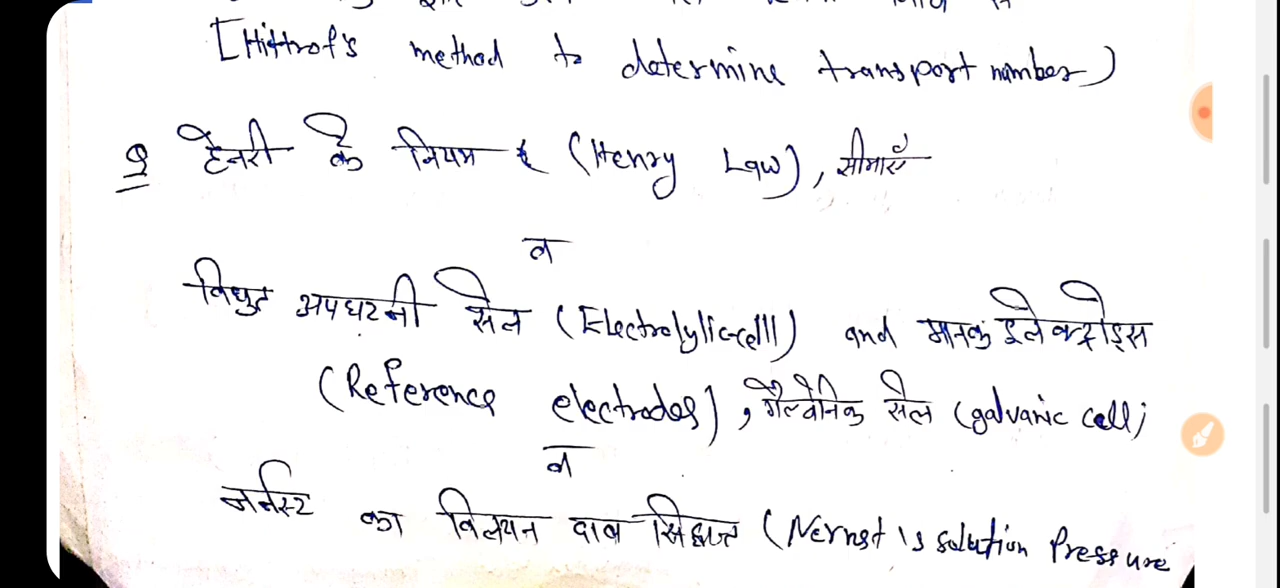 [Hittrof's method to determine transport number)
Q हैनरी के नियम (Henry Law), सीमाएं
व
विधुत अपघटनी सेल (Electrolytic-cell) and मानक इलेक्ट्रोड्स
(Reference electrodes), गैल्वेनिक सेल (galvanic cell)
व
नर्नस्ट का विलयन दाब सिद्धान्त (Nernst's solution Pressure